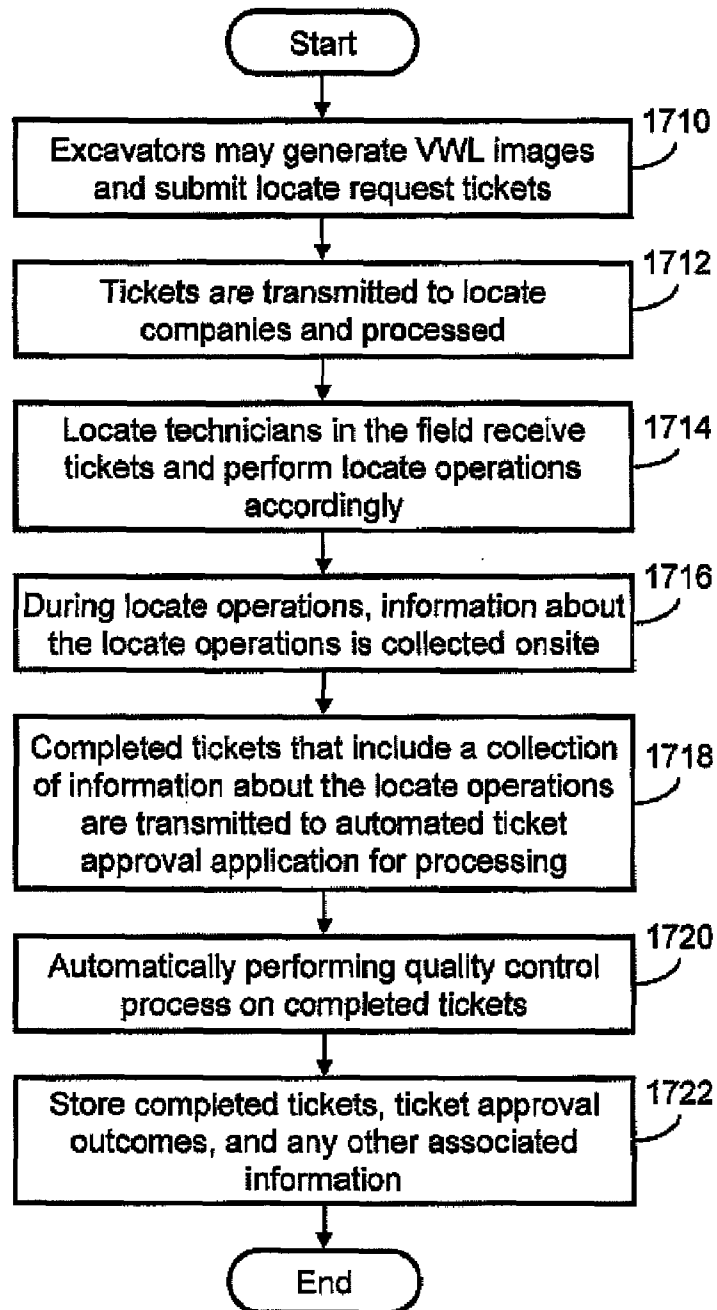 Start
1710
Excavators may generate VWL images
and submit locate request tickets
1712
Tickets are transmitted to locate
companies and processed
1714
Locate technicians in the field receive
tickets and perform locate operations
accordingly
1716
During locate operations, information about
the locate operations is collected onsite
1718
Completed tickets that include a collection
of information about the locate operations
are transmitted to automated ticket
approval application for processing
1720
Automatically performing quality control
process on completed tickets
1722
Store completed tickets, ticket approval
outcomes, and any other associated
information
End